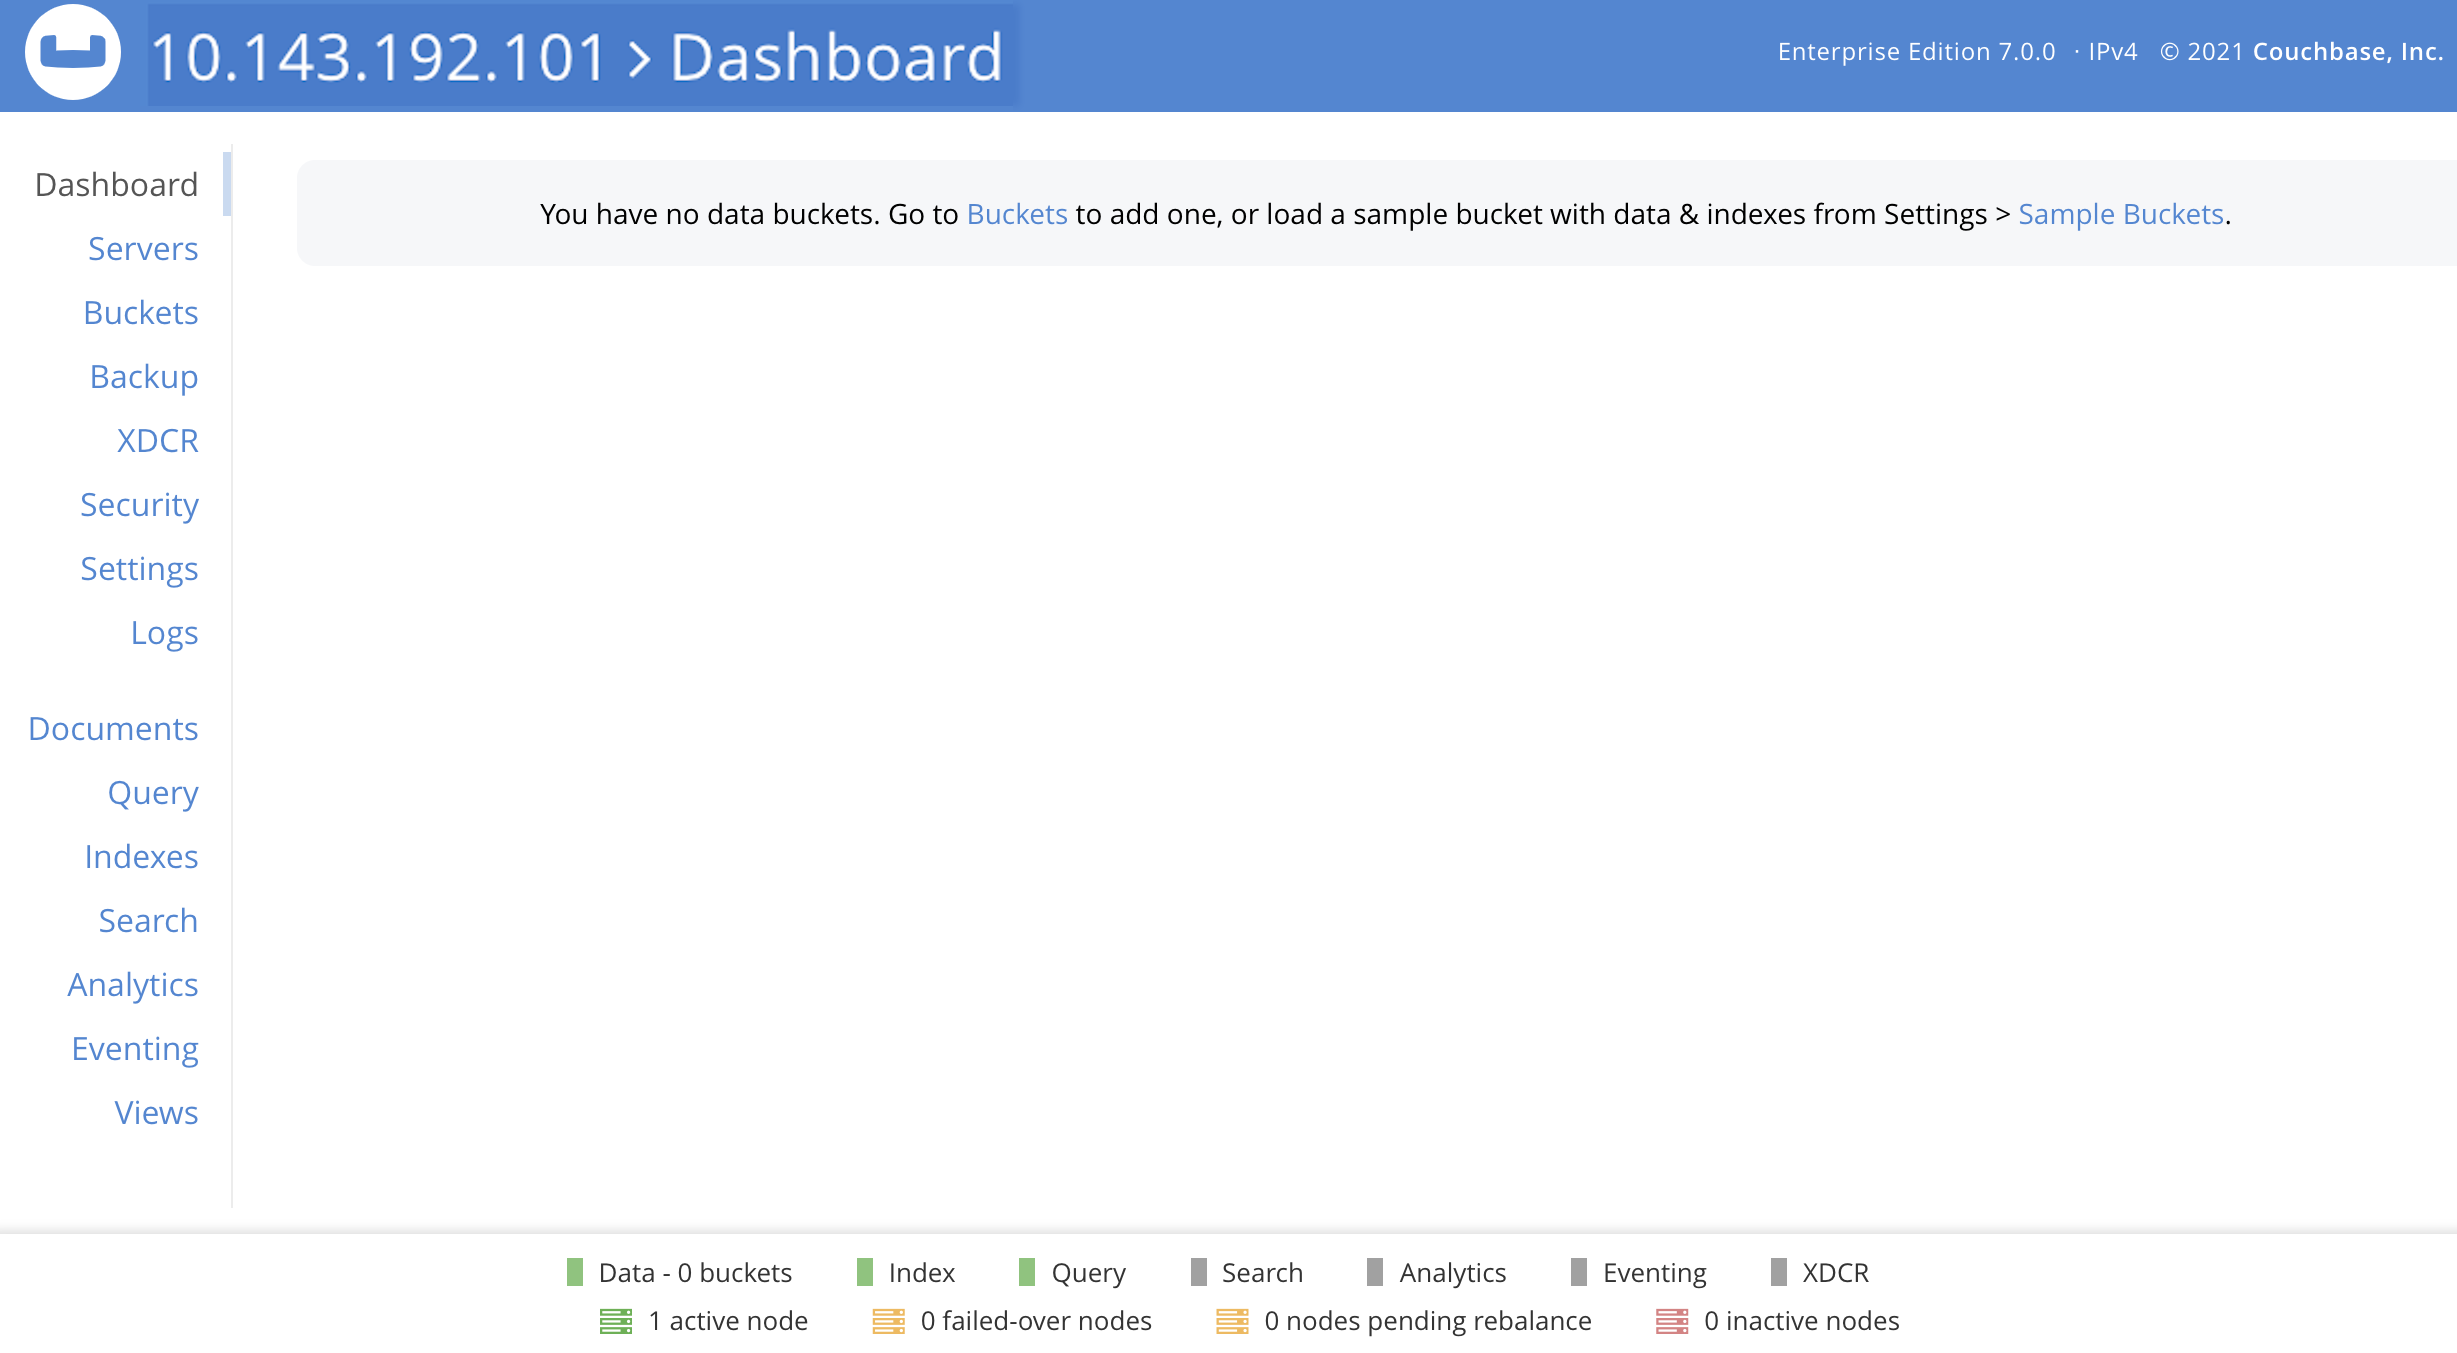 10.143.192.101 > Dashboard
Enterprise Edition 7.0.0 · IPv4 © 2021 Couchbase, Inc.
Dashboard
Servers
Buckets
Backup
XDCR
Security
Settings
Logs
Documents
Query
Indexes
Search
Analytics
Eventing
Views
You have no data buckets. Go to Buckets to add one, or load a sample bucket with data & indexes from Settings > Sample Buckets.
Data - 0 buckets Index Query Search Analytics Eventing XDCR
1 active node 0 failed-over nodes 0 nodes pending rebalance 0 inactive nodes